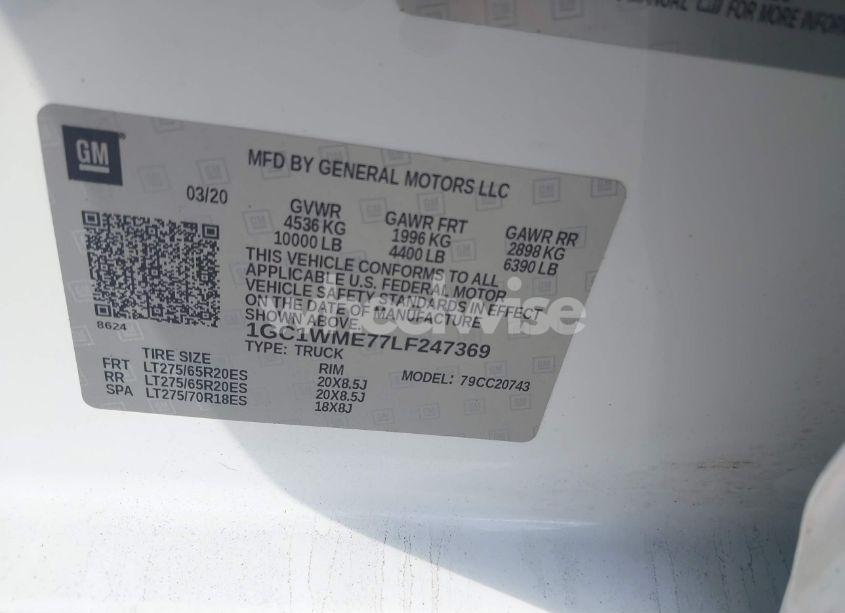 MANUAL FOR MORE INFORM
GM
MFD BY GENERAL MOTORS LLC
03/20
GVWR
4536 KG
10000 LB
GAWR FRT
1996 KG
4400 LB
GAWR RR
2898 KG
6390 LB
THIS VEHICLE CONFORMS TO ALL
APPLICABLE U.S. FEDERAL MOTOR
VEHICLE SAFETY STANDARDS IN EFFECT
ON THE DATE OF MANUFACTURE
SHOWN ABOVE.
8624
1GC1WME77LF247369
TYPE: TRUCK
MODEL: 79CC20743
TIRE SIZE
RIM
FRT LT275/65R20ES 20X8.5J
RR LT275/65R20ES 20X8.5J
SPA LT275/70R18ES 18X8J
wheelwise